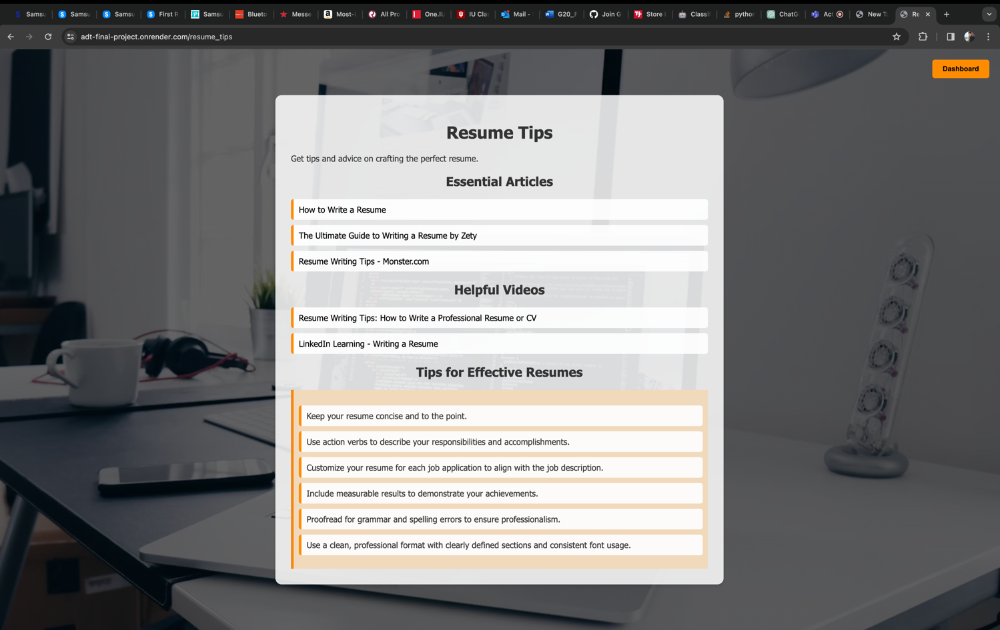 Samsu
Samsu
Samsu
First R
Samsu
Blueto
Messe
Most-l
All Pro
One.IU
IU Cla
Mail -
G20_F
Join G
Store
Classif
pythor
ChatG
Act
New T
Re
adt-final-project.onrender.com/resume_tips
Dashboard
Resume Tips
Get tips and advice on crafting the perfect resume.
Essential Articles
How to Write a Resume
The Ultimate Guide to Writing a Resume by Zety
Resume Writing Tips - Monster.com
Helpful Videos
Resume Writing Tips: How to Write a Professional Resume or CV
LinkedIn Learning - Writing a Resume
Tips for Effective Resumes
Keep your resume concise and to the point.
Use action verbs to describe your responsibilities and accomplishments.
Customize your resume for each job application to align with the job description.
Include measurable results to demonstrate your achievements.
Proofread for grammar and spelling errors to ensure professionalism.
Use a clean, professional format with clearly defined sections and consistent font usage.